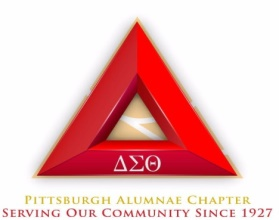 ΔΣΘ
Pittsburgh Alumnae Chapter
Serving Our Community Since 1927